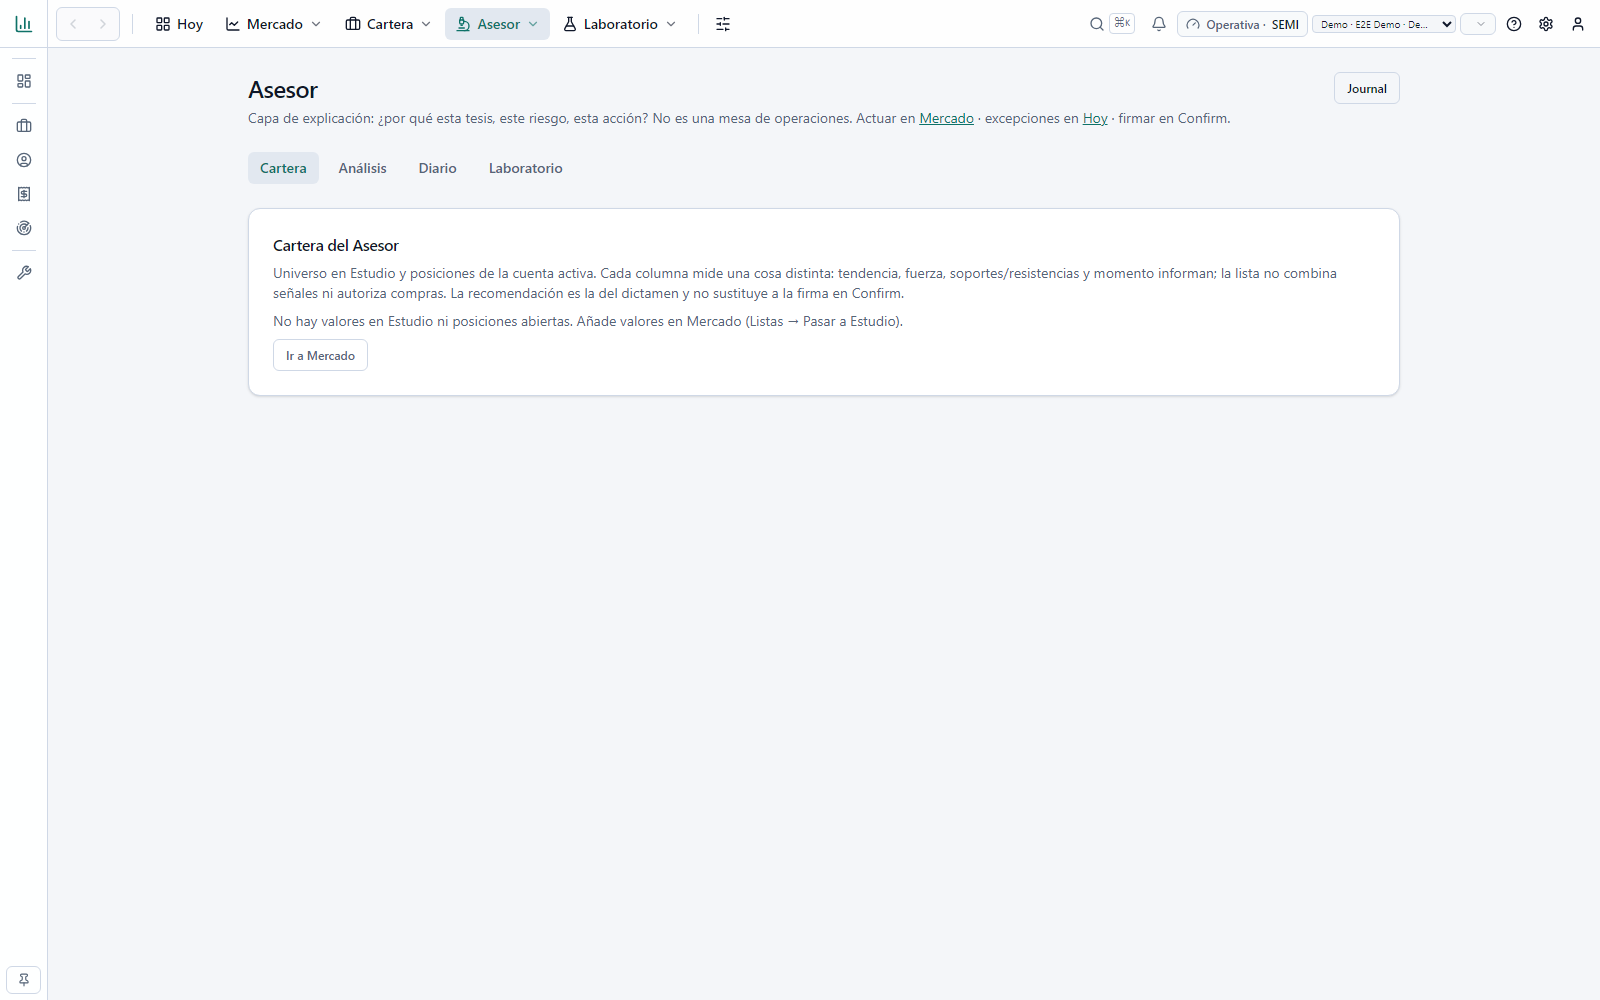 Hoy
Mercado
Cartera
Asesor
Laboratorio
⌘K
Operativa · SEMI
Demo · E2E Demo · De...
Asesor
Journal
Capa de explicación: ¿por qué esta tesis, este riesgo, esta acción? No es una mesa de operaciones. Actuar en Mercado · excepciones en Hoy · firmar en Confirm.
Cartera
Análisis
Diario
Laboratorio
Cartera del Asesor
Universo en Estudio y posiciones de la cuenta activa. Cada columna mide una cosa distinta: tendencia, fuerza, soportes/resistencias y momento informan; la lista no combina
señales ni autoriza compras. La recomendación es la del dictamen y no sustituye a la firma en Confirm.
No hay valores en Estudio ni posiciones abiertas. Añade valores en Mercado (Listas → Pasar a Estudio).
Ir a Mercado